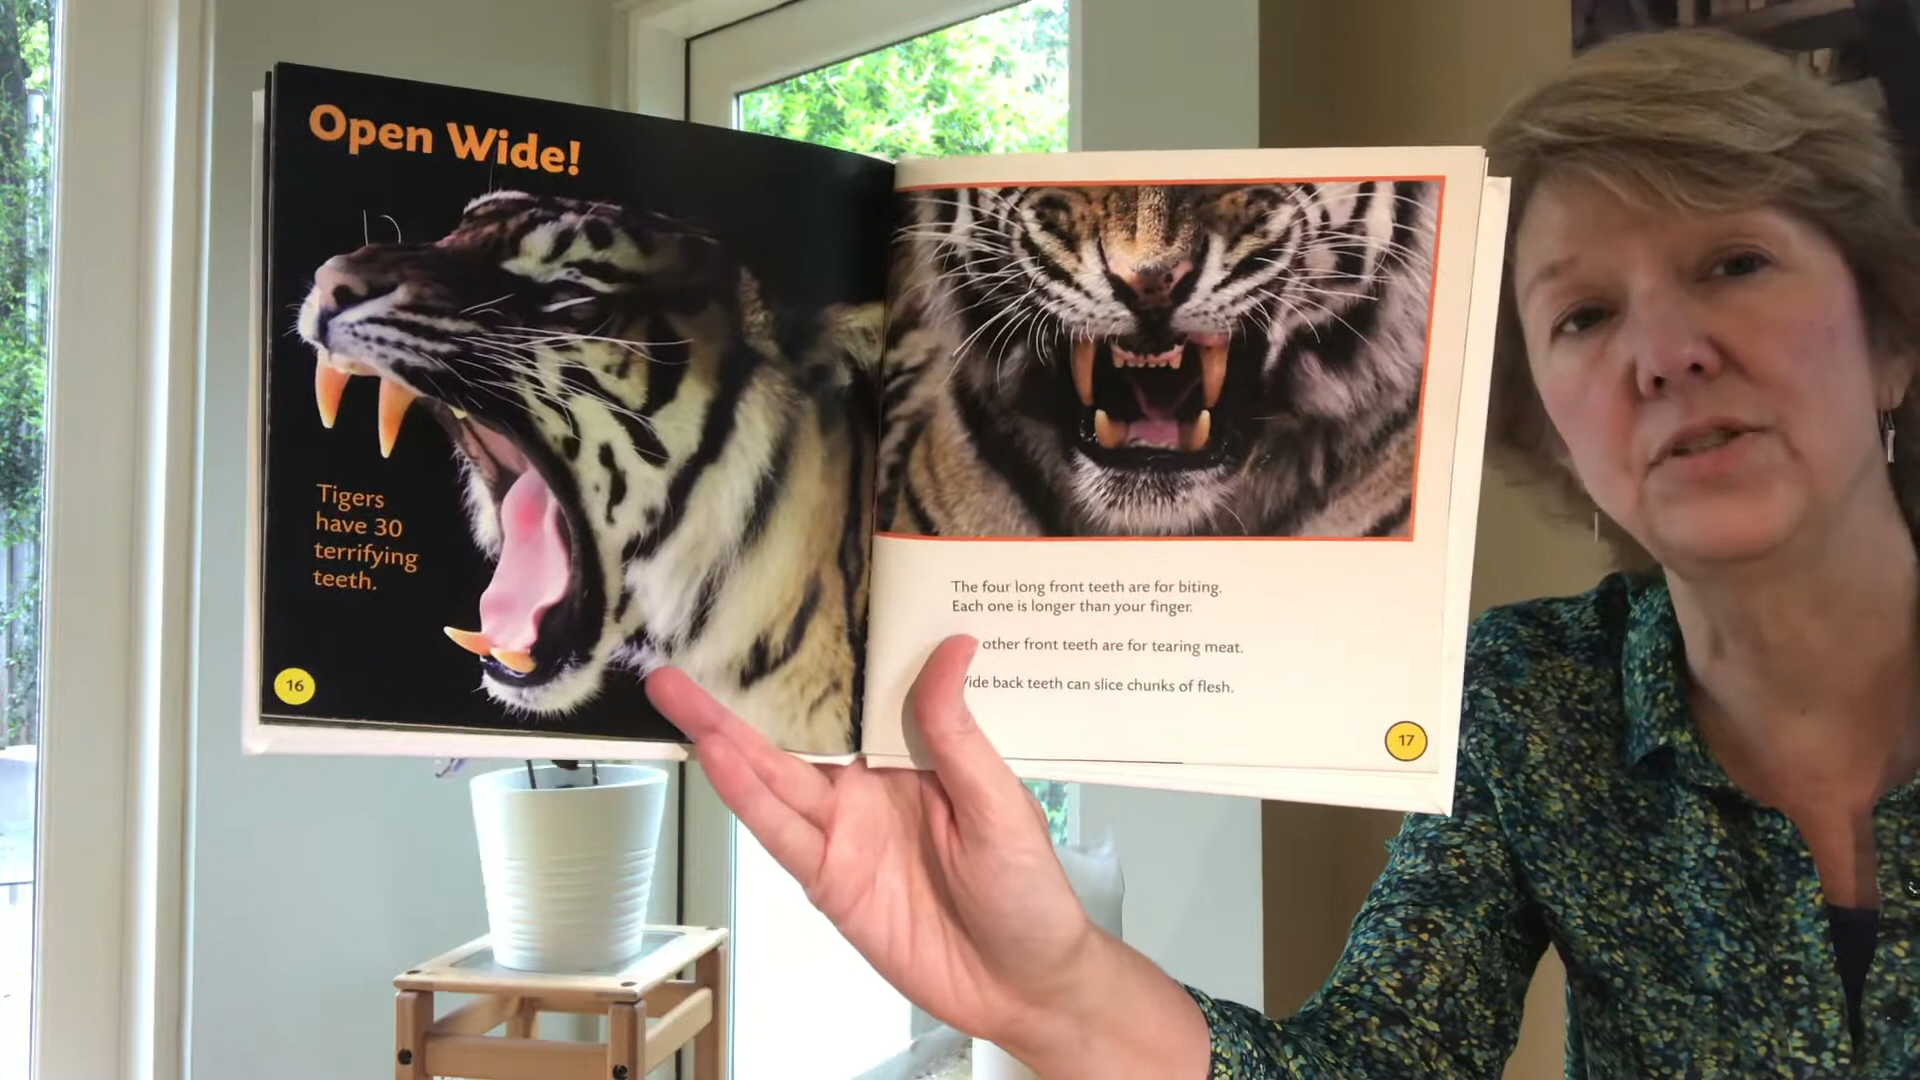 Open Wide!
Tigers
have 30
terrifying
teeth.
16
The four long front teeth are for biting.
Each one is longer than your finger.
other front teeth are for tearing meat.
back teeth can slice chunks of flesh.
17